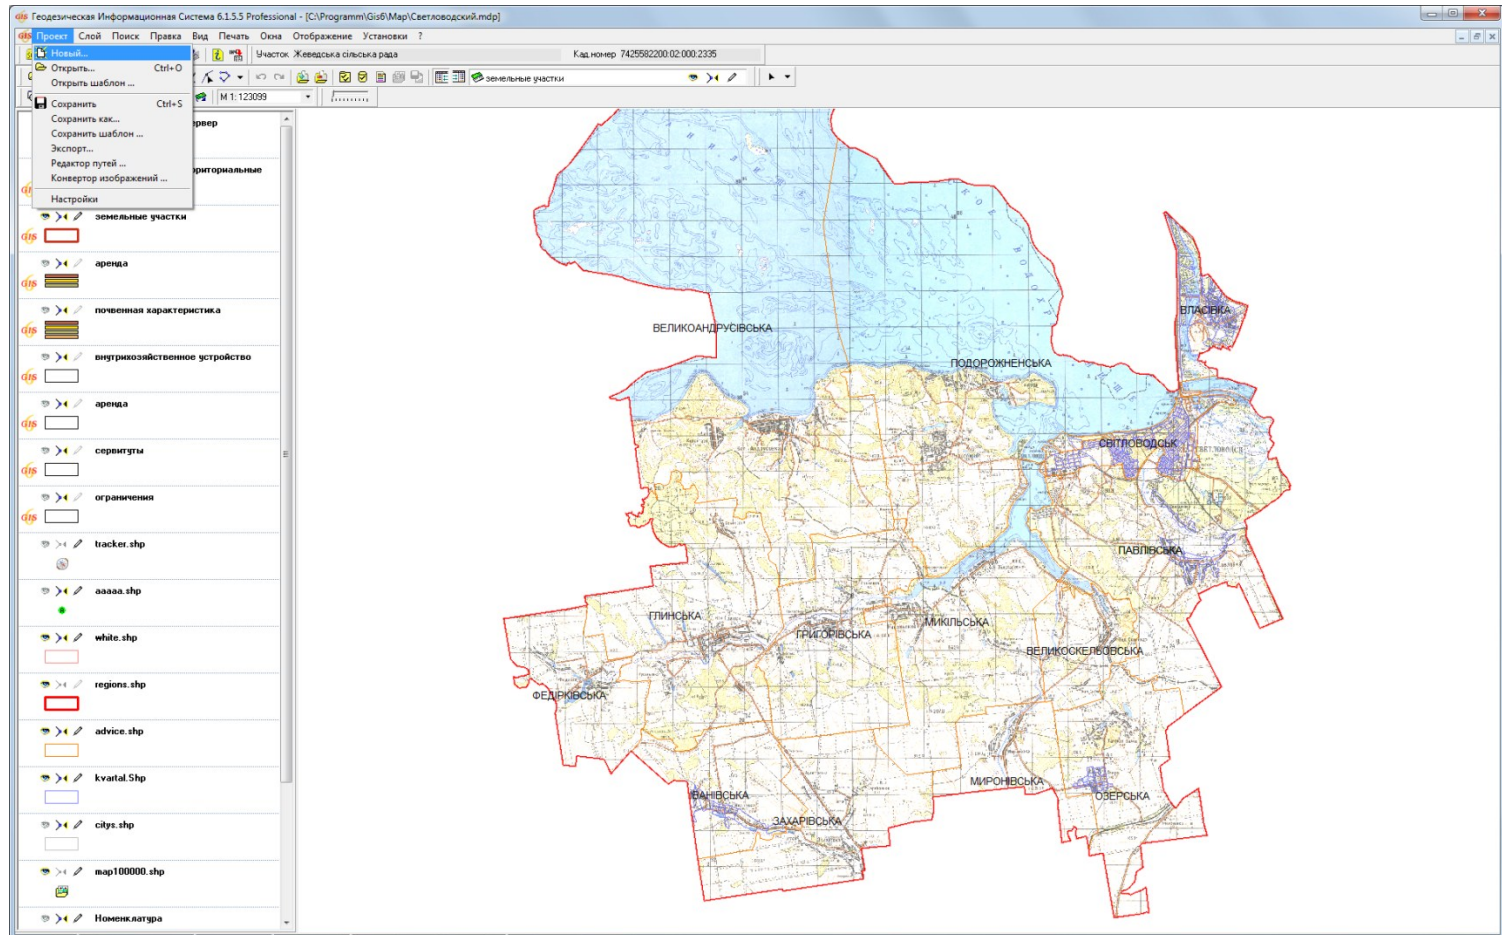 Геодезическая Информационная Система 6.1.5.5 Professional - [C:\Programm\Gis6\Map\Светловодский.mdp]
Проект Слой Поиск Правка Вид Печать Окна Отображение Установки ?
Участок Жеведська сільська рада Кад.номер 7425582200:02:000:2335
Новый...
Открыть... Ctrl+O
Открыть шаблон ...
Сохранить Ctrl+S
Сохранить как...
Сохранить шаблон ...
Экспорт...
Редактор путей ...
Конвертор изображений ...
Настройки
земельные участки
М 1: 123099
рвер
рриториальные
земельные участки
аренда
почвенная характеристика
внутрихозяйственное устройство
аренда
сервитуты
ограничения
tracker.shp
aaaaa.shp
white.shp
regions.shp
advice.shp
kvartal.Shp
citys.shp
map100000.shp
Номенклатура
ВЕЛИКОАНДРУСІВСЬКА
ВЛАСІВКА
ПОДОРОЖНЕНСЬКА
СВІТЛОВОДСЬК
ПАВЛІВСЬКА
ГЛИНСЬКА
ГРИГОРІВСЬКА
МИКІЛЬСЬКА
ВЕЛИКОСКЕЛЬОВСЬКА
ФЕДІРКІВСЬКА
ІВАНІВСЬКА
МИРОНІВСЬКА
ОЗЕРСЬКА
ЗАХАРІВСЬКА